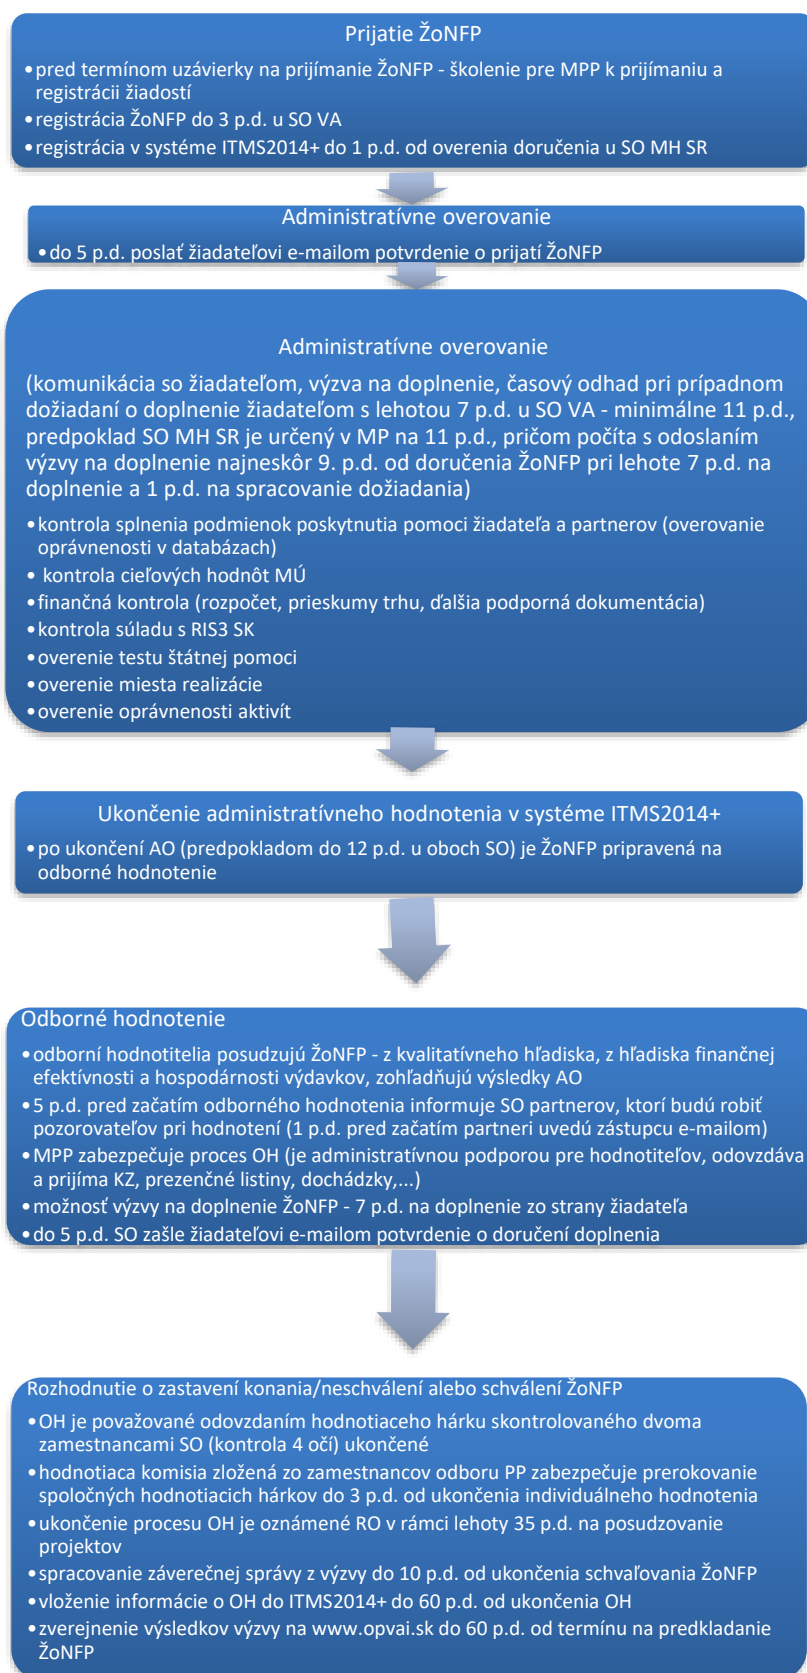 Prijatie ŽoNFP
•pred termínom uzávierky na prijímanie ŽoNFP - školenie pre MPP k prijímaniu a
registrácii žiadostí
•registrácia ŽoNFP do 3 p.d. u SO VA
•registrácia v systéme ITMS2014+ do 1 p.d. od overenia doručenia u SO MH SR
Administratívne overovanie
•do 5 p.d. poslať žiadateľovi e-mailom potvrdenie o prijatí ŽoNFP
Administratívne overovanie
(komunikácia so žiadateľom, výzva na doplnenie, časový odhad pri prípadnom
dožiadaní o doplnenie žiadateľom s lehotou 7 p.d. u SO VA - minimálne 11 p.d.,
predpoklad SO MH SR je určený v MP na 11 p.d., pričom počíta s odoslaním
výzvy na doplnenie najneskôr 9. p.d. od doručenia ŽoNFP pri lehote 7 p.d. na
doplnenie a 1 p.d. na spracovanie dožiadania)
•kontrola splnenia podmienok poskytnutia pomoci žiadateľa a partnerov (overovanie
oprávnenosti v databázach)
• kontrola cieľových hodnôt MÚ
•finančná kontrola (rozpočet, prieskumy trhu, ďalšia podporná dokumentácia)
•kontrola súladu s RIS3 SK
•overenie testu štátnej pomoci
•overenie miesta realizácie
•overenie oprávnenosti aktivít
Ukončenie administratívneho hodnotenia v systéme ITMS2014+
•po ukončení AO (predpokladom do 12 p.d. u oboch SO) je ŽoNFP pripravená na
odborné hodnotenie
Odborné hodnotenie
•odborní hodnotitelia posudzujú ŽoNFP - z kvalitatívneho hľadiska, z hľadiska finančnej
efektívnosti a hospodárnosti výdavkov, zohľadňujú výsledky AO
•5 p.d. pred začatím odborného hodnotenia informuje SO partnerov, ktorí budú robiť
pozorovateľov pri hodnotení (1 p.d. pred začatím partneri uvedú zástupcu e-mailom)
•MPP zabezpečuje proces OH (je administratívnou podporou pre hodnotiteľov, odovzdáva
a prijíma KZ, prezenčné listiny, dochádzky,...)
•možnosť výzvy na doplnenie ŽoNFP - 7 p.d. na doplnenie zo strany žiadateľa
•do 5 p.d. SO zašle žiadateľovi e-mailom potvrdenie o doručení doplnenia
Rozhodnutie o zastavení konania/neschválení alebo schválení ŽoNFP
•OH je považované odovzdaním hodnotiaceho hárku skontrolovaného dvoma
zamestnancami SO (kontrola 4 očí) ukončené
•hodnotiaca komisia zložená zo zamestnancov odboru PP zabezpečuje prerokovanie
spoločných hodnotiacich hárkov do 3 p.d. od ukončenia individuálneho hodnotenia
•ukončenie procesu OH je oznámené RO v rámci lehoty 35 p.d. na posudzovanie
projektov
•spracovanie záverečnej správy z výzvy do 10 p.d. od ukončenia schvaľovania ŽoNFP
•vloženie informácie o OH do ITMS2014+ do 60 p.d. od ukončenia OH
•zverejnenie výsledkov výzvy na www.opvai.sk do 60 p.d. od termínu na predkladanie
ŽoNFP